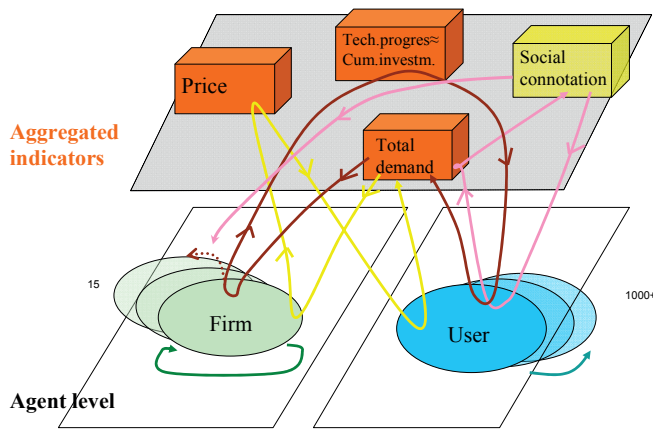 Tech.progres≈
Cum.investm.
Social
connotation
Price
Aggregated
indicators
Total
demand
15
1000+
Firm
User
Agent level